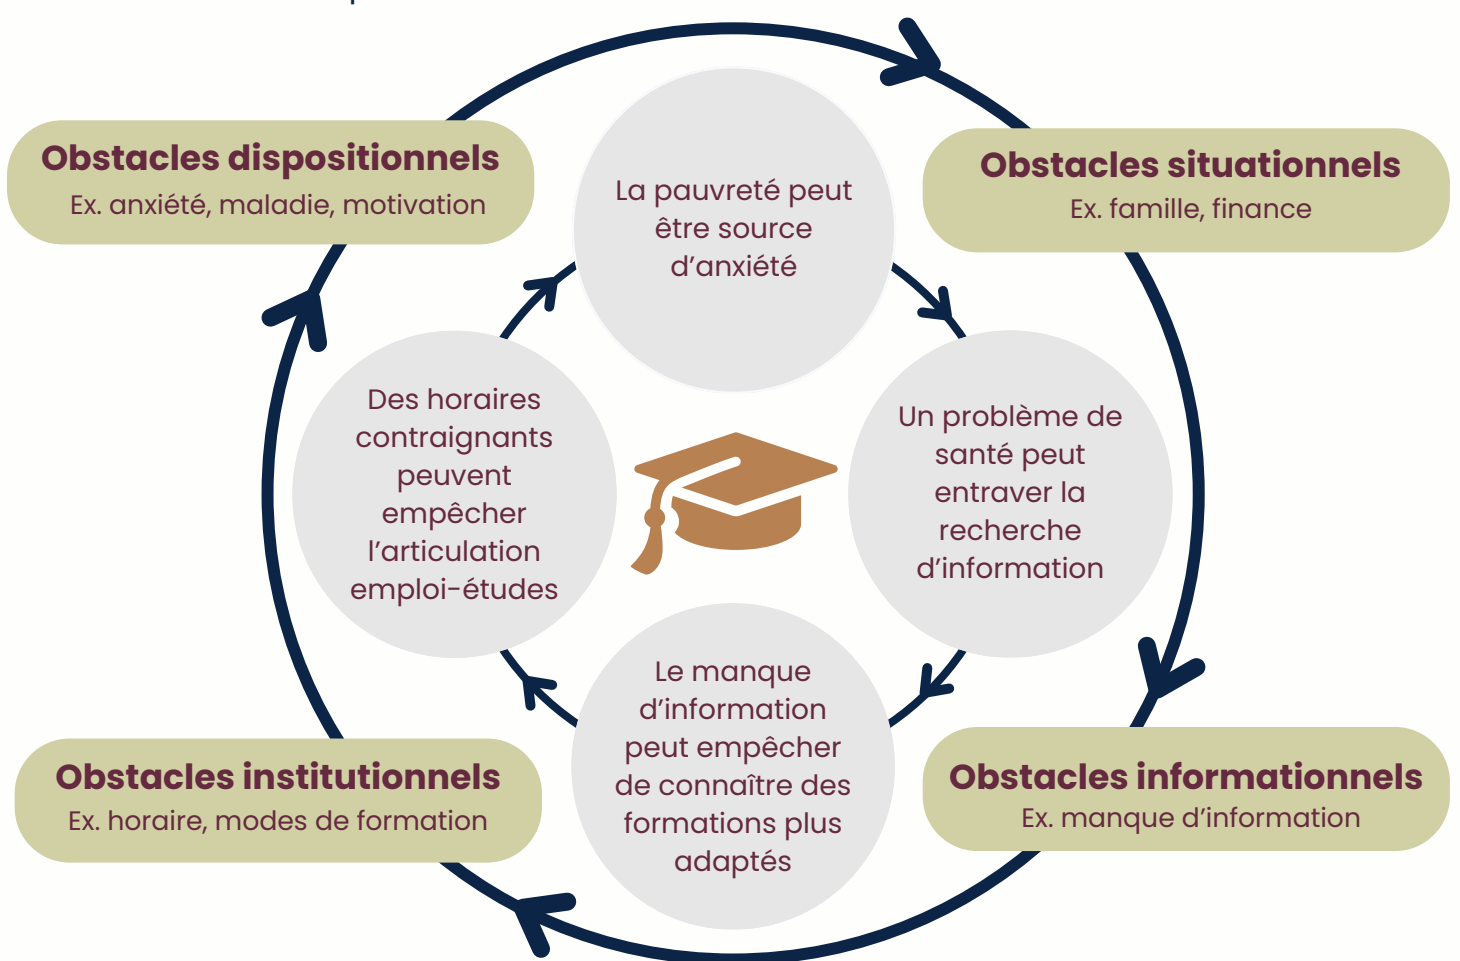 Obstacles dispositionnels
Ex. anxiété, maladie, motivation
La pauvreté peut
être source
d'anxiété
Obstacles situationnels
Ex. famille, finance
Des horaires
contraignants
peuvent
empêcher
l'articulation
emploi-études
Un problème de
santé peut
entraver la
recherche
d'information
Le manque
d'information
peut empêcher
de connaître des
formations plus
adaptés
Obstacles institutionnels
Ex. horaire, modes de formation
Obstacles informationnels
Ex. manque d'information